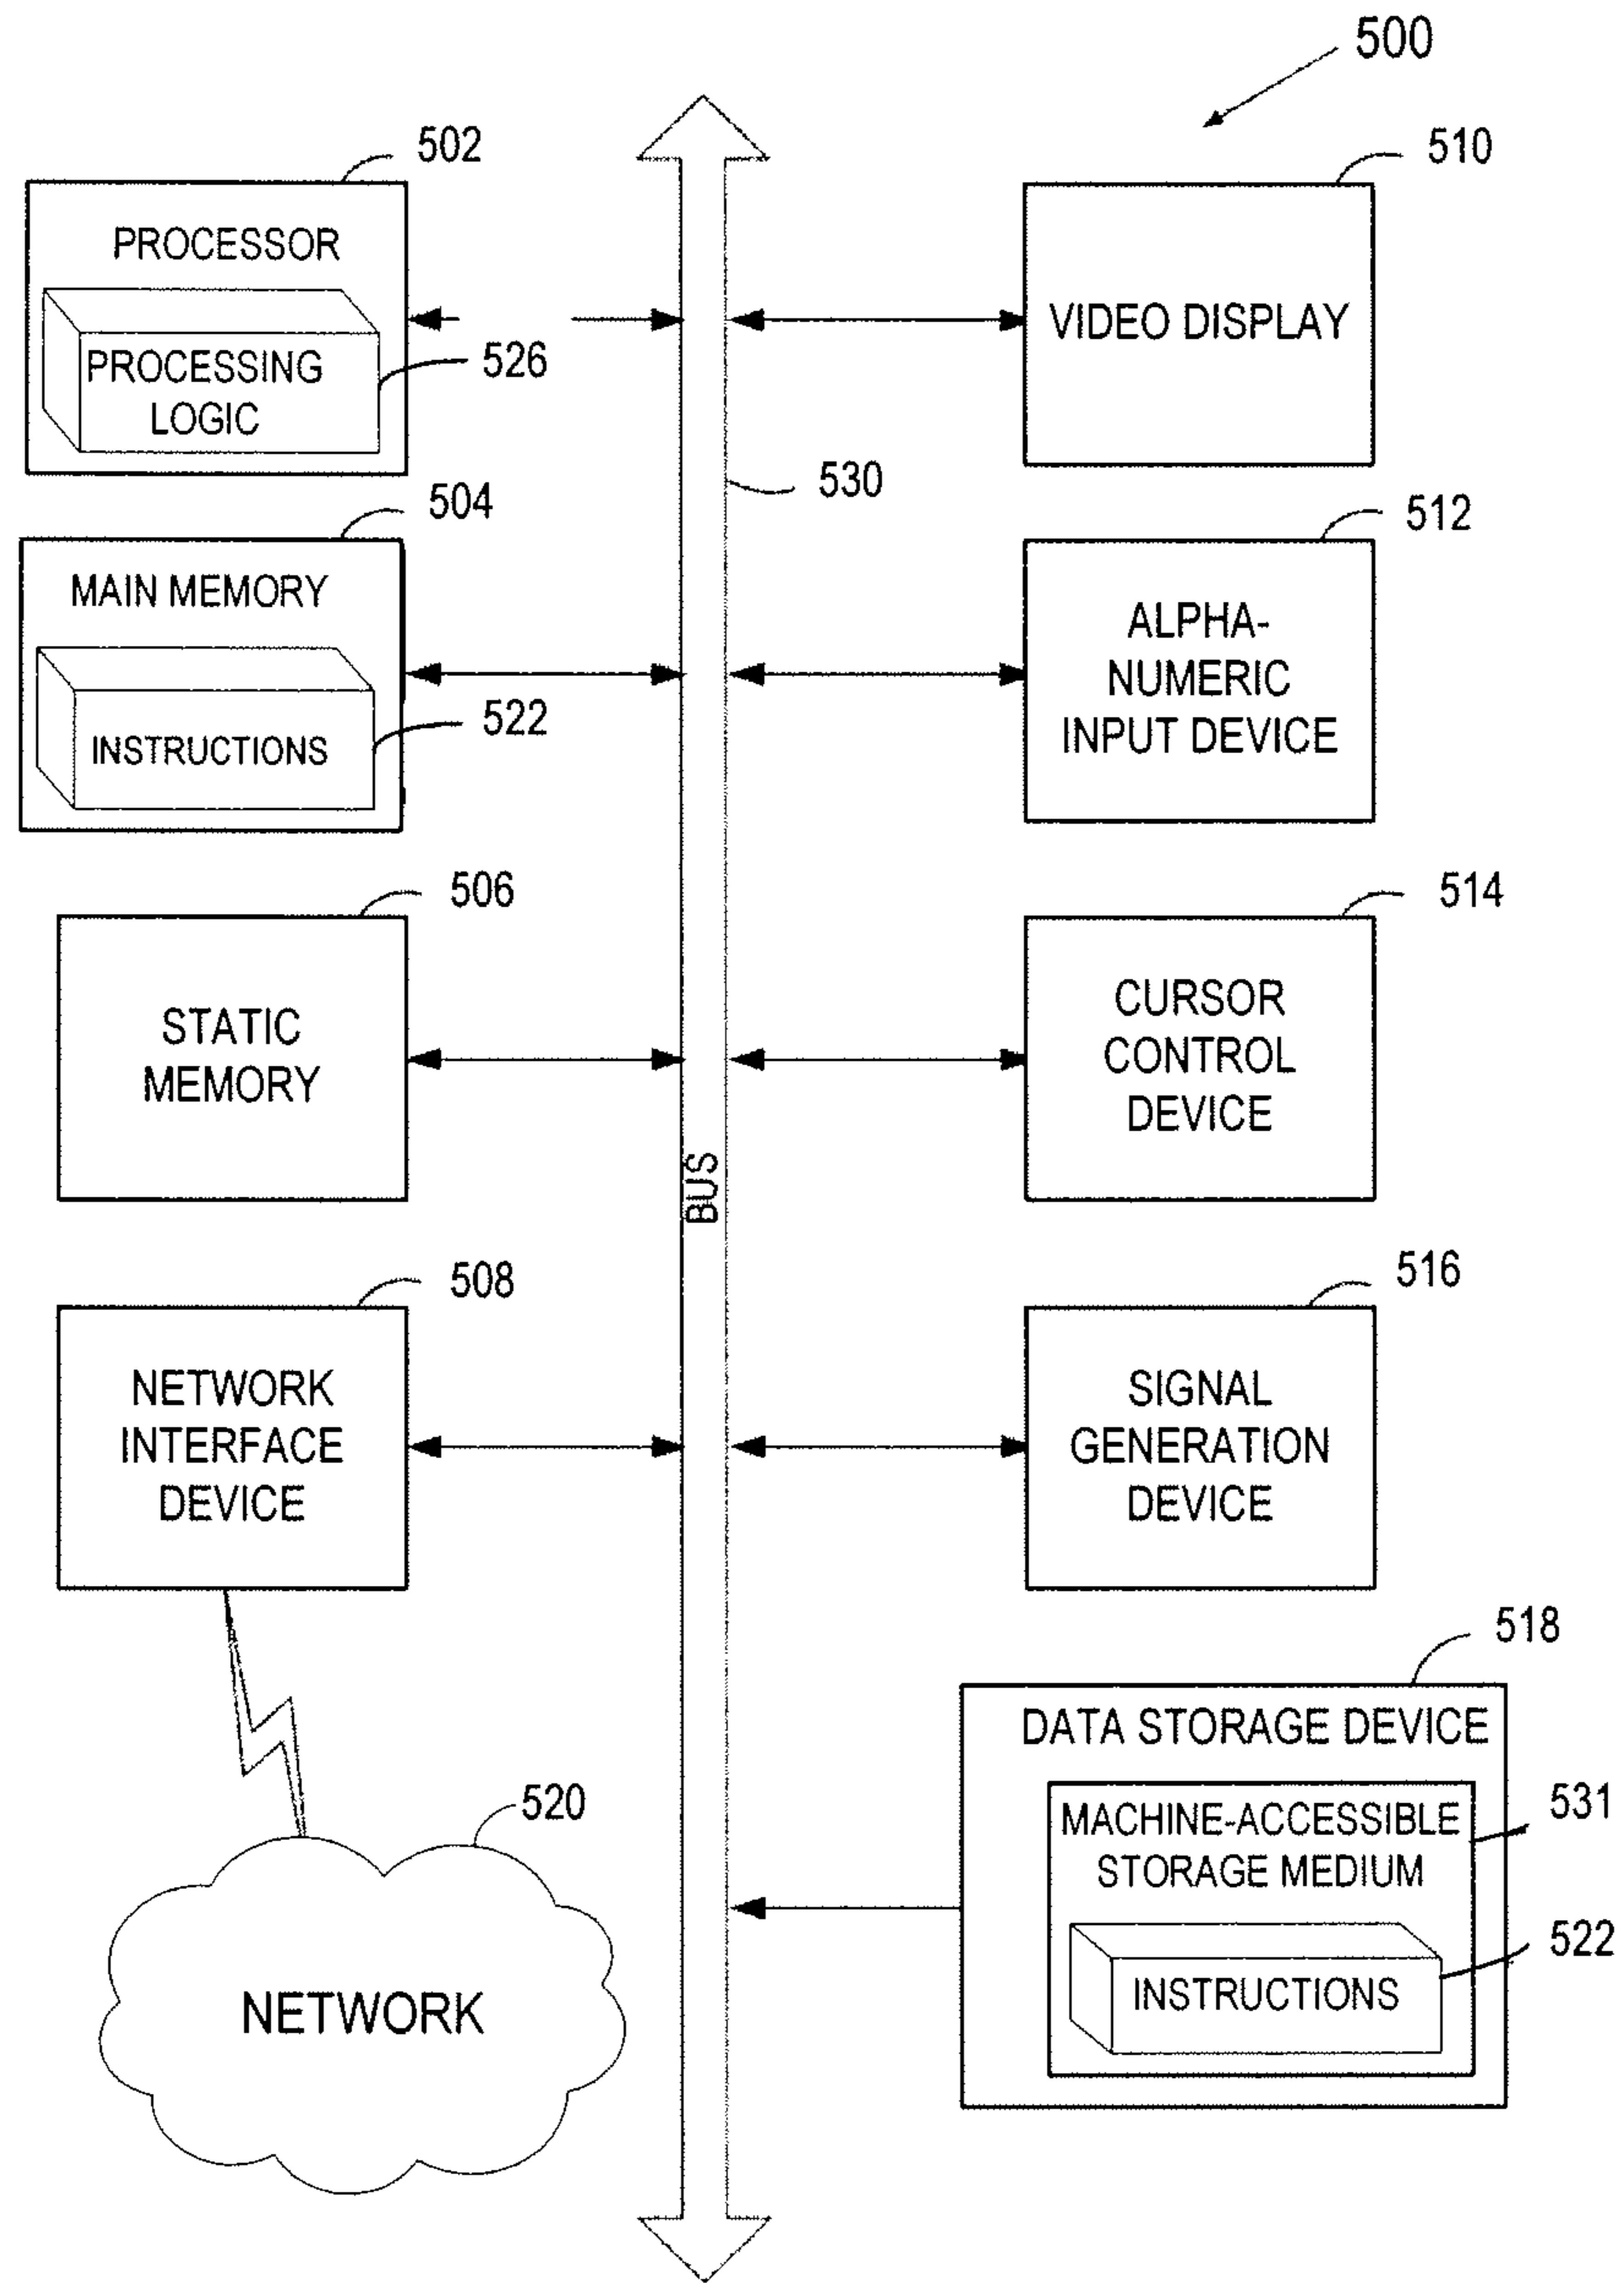 500
502
PROCESSOR
PROCESSING
LOGIC
526
510
VIDEO DISPLAY
530
504
MAIN MEMORY
INSTRUCTIONS
522
512
ALPHA-
NUMERIC
INPUT DEVICE
506
STATIC
MEMORY
514
CURSOR
CONTROL
DEVICE
BUS
508
NETWORK
INTERFACE
DEVICE
516
SIGNAL
GENERATION
DEVICE
518
DATA STORAGE DEVICE
531
MACHINE-ACCESSIBLE
STORAGE MEDIUM
522
INSTRUCTIONS
520
NETWORK